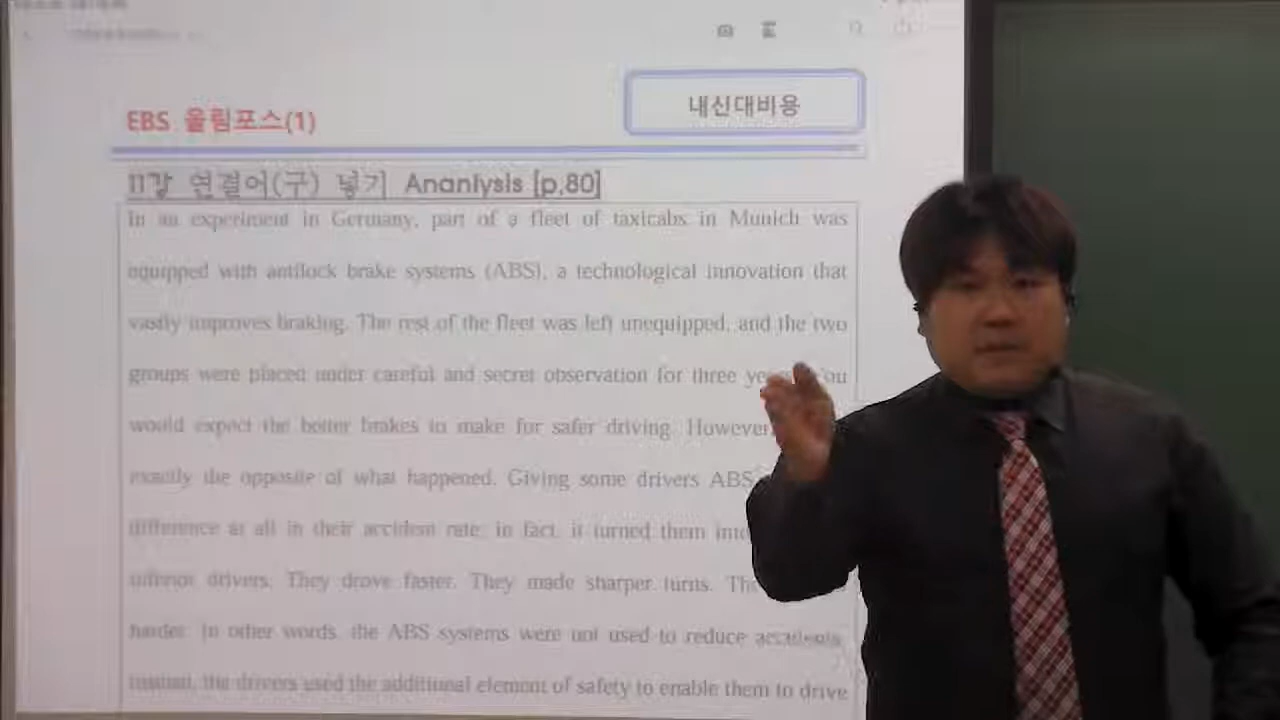 EBS 올림포스(1)
내신대비용
11강 연결어(구) 넣기 Ananlysis [p,80]
In an experiment in Germany, part of a fleet of taxicabs in Munich was
equipped with antilock brake systems (ABS), a technological innovation that
vastly improves braking. The rest of the fleet was left unequipped, and the two
groups were placed under careful and secret observation for three
would expect the better brakes to make for safer driving. However,
exactly the opposite of what happened. Giving some drivers ABS
difference at all in their accident rate; in fact, it turned them into
inferior drivers. They drove faster. They made sharper turns.
harder. In other words, the ABS systems were not used to reduce accidents
instead, the drivers used the additional element of safety to enable them to drive